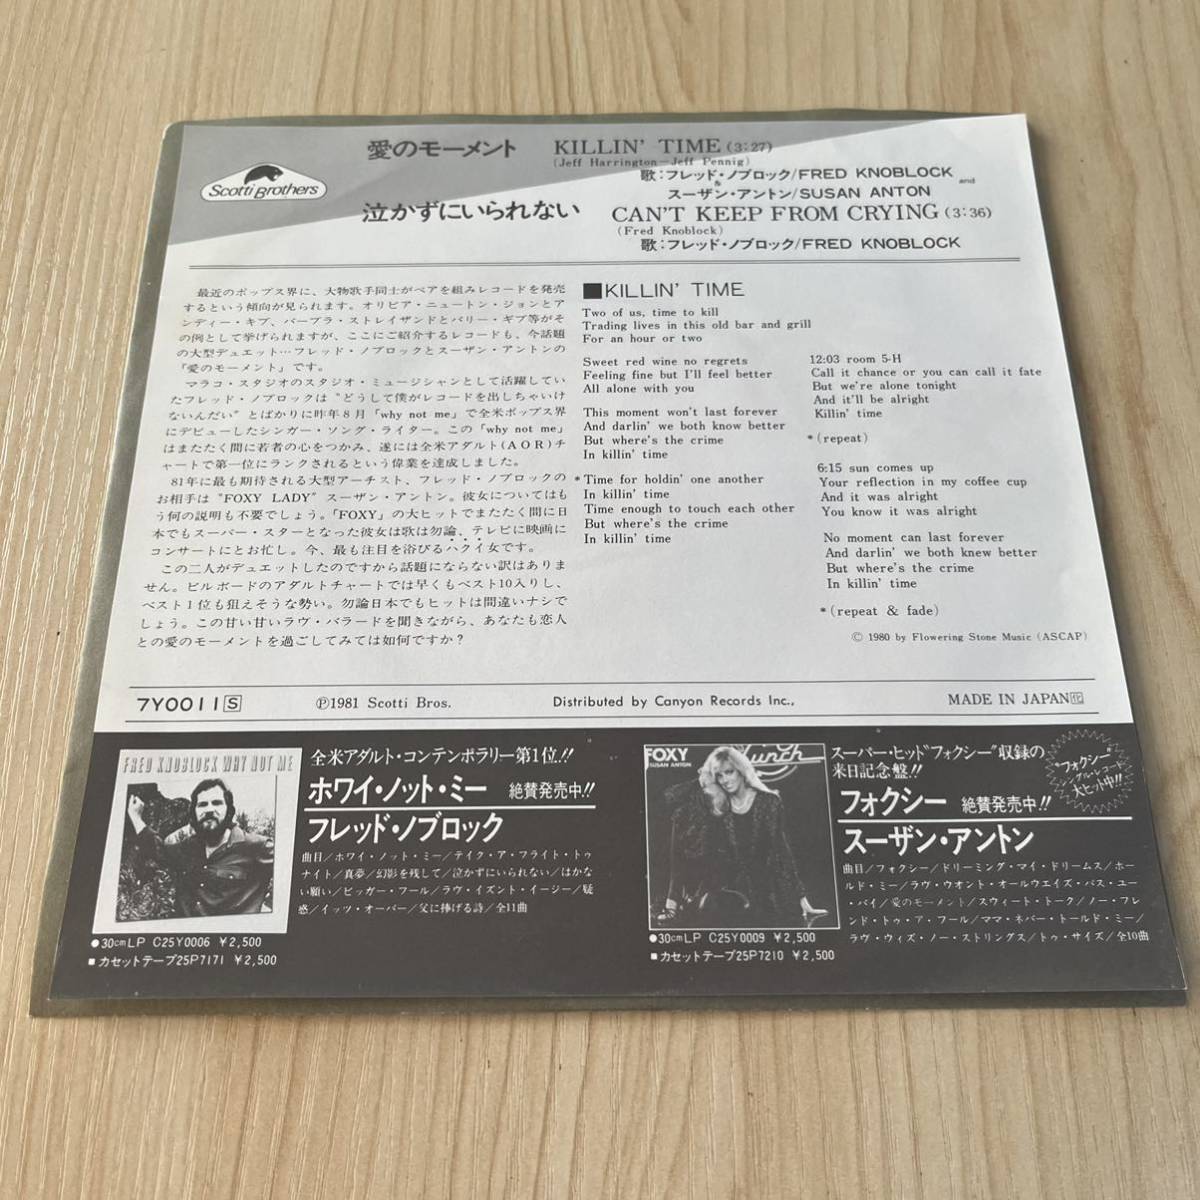 Scotti Brothers
愛のモーメント KILLIN' TIME (3:27)
(Jeff Harrington—Jeff Pennig)
歌:フレッド・ノブロック/FRED KNOBLOCK and
&
スーザン・アントン/SUSAN ANTON
泣かずにいられない CAN'T KEEP FROM CRYING (3:36)
(Fred Knoblock)
歌:フレッド・ノブロック/FRED KNOBLOCK
最近のポップス界に、大物歌手同士がペアを組みレコードを発売
するという傾向が見られます。オリビア・ニュートン・ジョンとア
ンディー・ギブ、バーブラ・ストレイザンドとバリー・ギブ等がそ
の例として挙げられますが、ここにご紹介するレコードも、今話題
の大型デュエット…フレッド・ノブロックとスーザン・アントンの
「愛のモーメント」です。
マラコ・スタジオのスタジオ・ミュージシャンとして活躍してい
たフレッド・ノブロックは"どうして僕がレコードを出しちゃいけ
ないんだい"とばかりに昨年8月「why not me」で全米ポップス界
にデビューしたシンガー・ソング・ライター。この「why not me」
はまたたく間に若者の心をつかみ、遂には全米アダルト(AOR)チ
ャートで第一位にランクされるという偉業を達成しました。
81年に最も期待される大型アーチスト、フレッド・ノブロックの
お相手は"FOXY LADY"スーザン・アントン。彼女についてはも
う何の説明も不要でしょう。「FOXY」の大ヒットでまたたく間に日
本でもスーパー・スターとなった彼女は歌は勿論、テレビに映画に
コンサートにとお忙し。今、最も注目を浴びるハクイ女です。
この二人がデュエットしたのですから話題にならない訳はありま
せん。ビルボードのアダルトチャートでは早くもベスト10入りし、
ベスト1位も狙えそうな勢い。勿論日本でもヒットは間違いナシで
しょう。この甘い甘いラヴ・バラードを聞きながら、あなたも恋人
との愛のモーメントを過ごしてみては如何ですか?
■KILLIN' TIME
Two of us, time to kill
Trading lives in this old bar and grill
For an hour or two
Sweet red wine no regrets
Feeling fine but I'll feel better
All alone with you
This moment won't last forever
And darlin' we both know better
But where's the crime
In killin' time
* Time for holdin' one another
In killin' time
Time enough to touch each other
But where's the crime
In killin' time
12:03 room 5-H
Call it chance or you can call it fate
But we're alone tonight
And it'll be alright
Killin' time
*(repeat)
6:15 sun comes up
Your reflection in my coffee cup
And it was alright
You know it was alright
No moment can last forever
And darlin' we both knew better
But where's the crime
In killin' time
*(repeat & fade)
© 1980 by Flowering Stone Music (ASCAP)
7Y0011 S ℗1981 Scotti Bros. Distributed by Canyon Records Inc., MADE IN JAPAN
FRED KNOBLOCK WHY NOT ME
全米アダルト・コンテンポラリー第1位!!
ホワイ・ノット・ミー 絶賛発売中!!
フレッド・ノブロック
曲目/ホワイ・ノット・ミー/テイク・ア・フライト・トゥ
ナイト/真夢/幻影を残して/泣かずにいられない/はかな
い願い/ビッガー・フール/ラヴ・イズント・イージー/疑
惑/イッツ・オーバー/父に捧げる詩/全11曲
●30cmLP C25Y0006 ¥2,500
■カセットテープ25P7171 ¥2,500
FOXY
SUSAN ANTON
スーパー・ヒット"フォクシー"収録の
来日記念盤!!
フォクシー 絶賛発売中!!
スーザン・アントン
"フォクシー"
シングル・レコード
大ヒット中!!
曲目/フォクシー/ドリーミング・マイ・ドリームス/ホー
ルド・ミー/ラヴ・ウオント・オールウエイズ・パス・ユー
・バイ/愛のモーメント/スウィート・トーク/ノー・フレ
ンド・トゥ・ア・フール/ママ・ネバー・トールド・ミー/
ラヴ・ウィズ・ノー・ストリングス/トゥ・サイズ/全10曲
●30cmLP C25Y0009 ¥2,500
■カセットテープ25P7210 ¥2,500